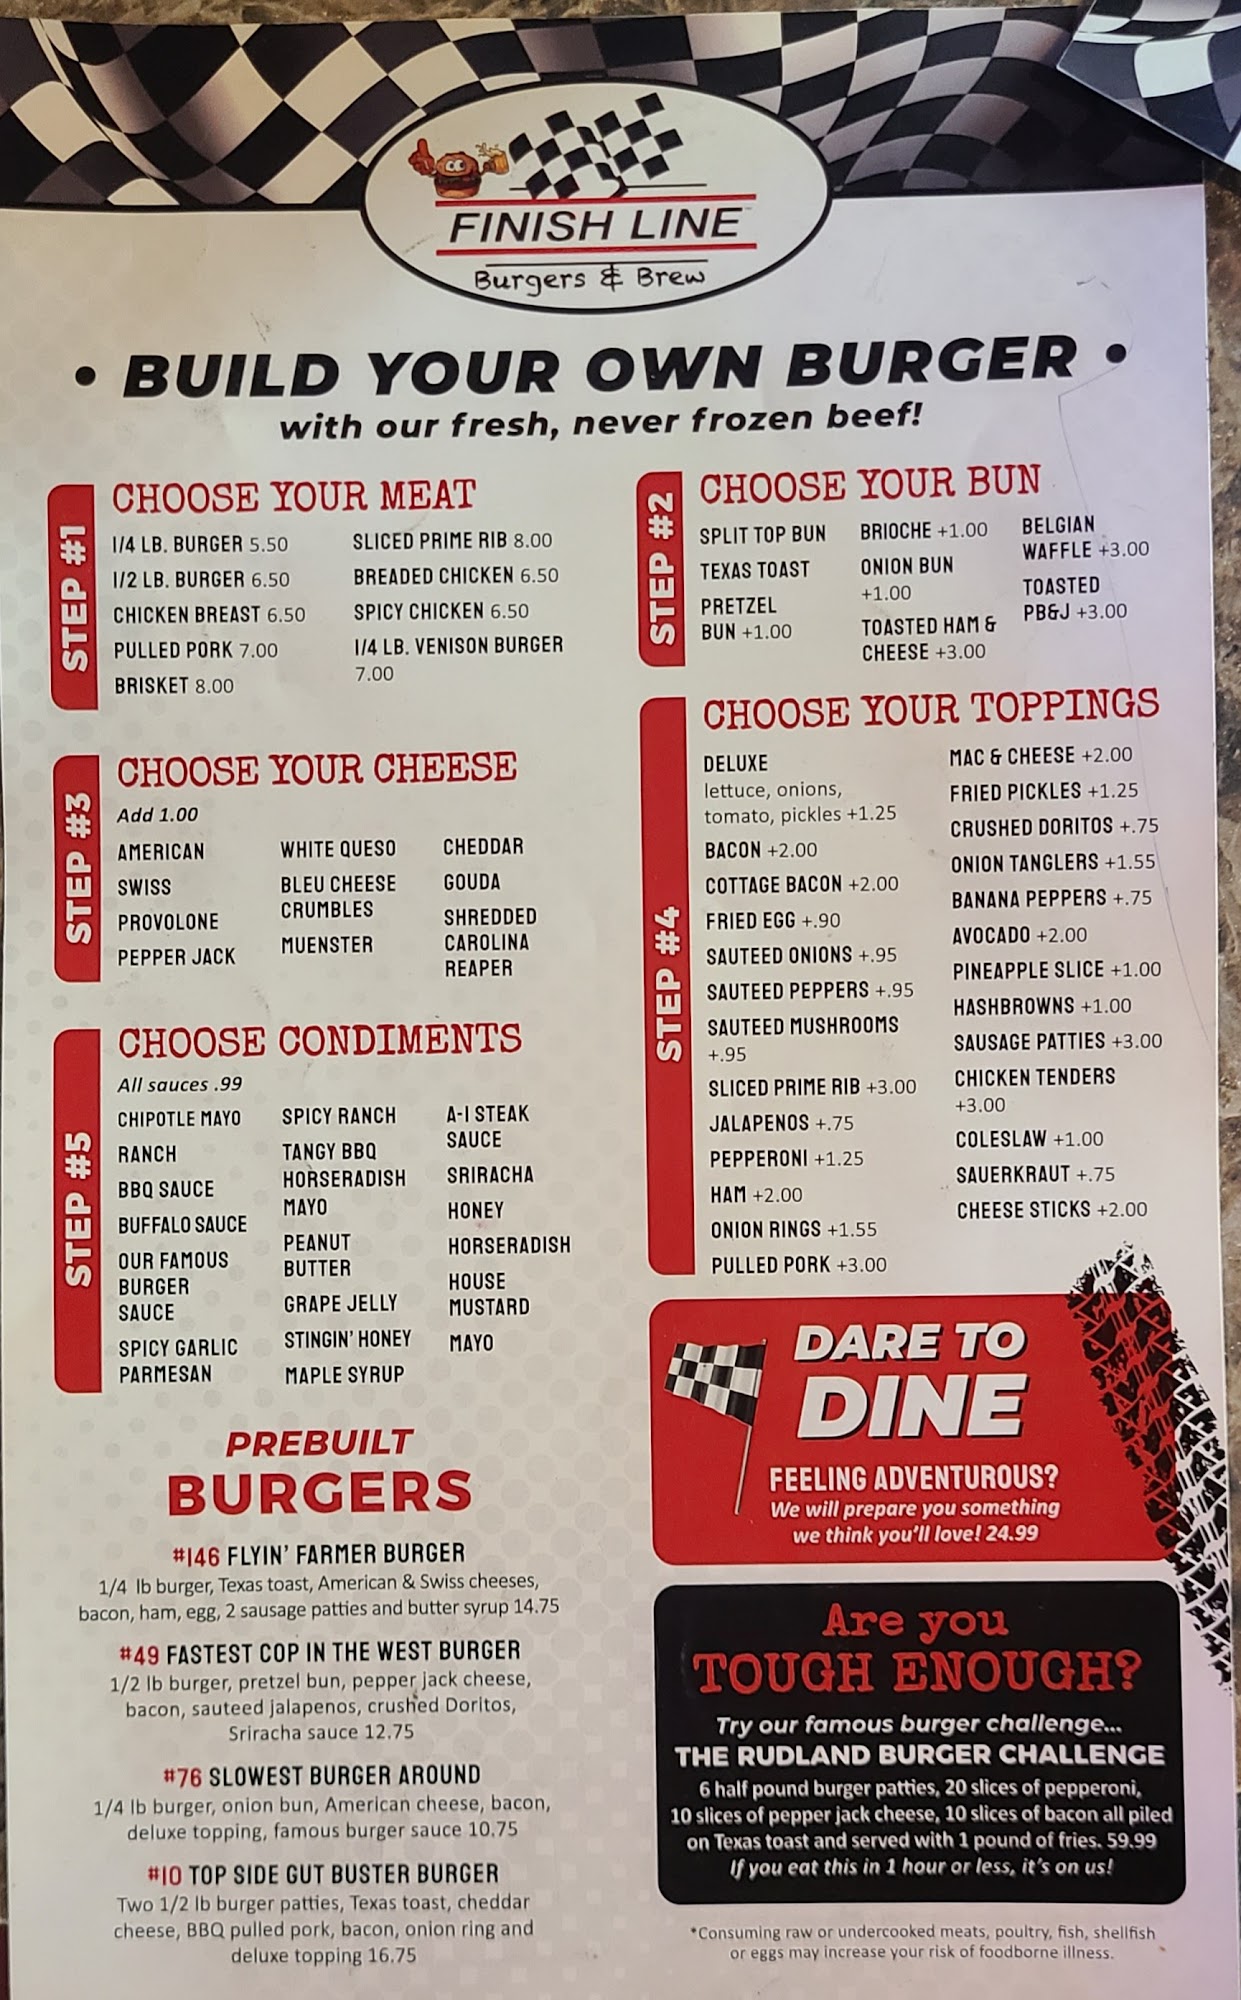 FINISH LINE
Burgers & Brew
• BUILD YOUR OWN BURGER •
with our fresh, never frozen beef!
STEP #1
CHOOSE YOUR MEAT
1/4 LB. BURGER 5.50
1/2 LB. BURGER 6.50
CHICKEN BREAST 6.50
PULLED PORK 7.00
BRISKET 8.00
SLICED PRIME RIB 8.00
BREADED CHICKEN 6.50
SPICY CHICKEN 6.50
1/4 LB. VENISON BURGER
7.00
STEP #2
CHOOSE YOUR BUN
SPLIT TOP BUN
TEXAS TOAST
PRETZEL
BUN +1.00
BRIOCHE +1.00
ONION BUN
+1.00
TOASTED HAM &
CHEESE +3.00
BELGIAN
WAFFLE +3.00
TOASTED
PB&J +3.00
STEP #3
CHOOSE YOUR CHEESE
Add 1.00
AMERICAN
SWISS
PROVOLONE
PEPPER JACK
WHITE QUESO
BLEU CHEESE
CRUMBLES
MUENSTER
CHEDDAR
GOUDA
SHREDDED
CAROLINA
REAPER
STEP #4
CHOOSE YOUR TOPPINGS
DELUXE
lettuce, onions,
tomato, pickles +1.25
BACON +2.00
COTTAGE BACON +2.00
FRIED EGG +.90
SAUTEED ONIONS +.95
SAUTEED PEPPERS +.95
SAUTEED MUSHROOMS
+.95
SLICED PRIME RIB +3.00
JALAPENOS +.75
PEPPERONI +1.25
HAM +2.00
ONION RINGS +1.55
PULLED PORK +3.00
MAC & CHEESE +2.00
FRIED PICKLES +1.25
CRUSHED DORITOS +.75
ONION TANGLERS +1.55
BANANA PEPPERS +.75
AVOCADO +2.00
PINEAPPLE SLICE +1.00
HASHBROWNS +1.00
SAUSAGE PATTIES +3.00
CHICKEN TENDERS
+3.00
COLESLAW +1.00
SAUERKRAUT +.75
CHEESE STICKS +2.00
STEP #5
CHOOSE CONDIMENTS
All sauces .99
CHIPOTLE MAYO
RANCH
BBQ SAUCE
BUFFALO SAUCE
OUR FAMOUS
BURGER
SAUCE
SPICY GARLIC
PARMESAN
SPICY RANCH
TANGY BBQ
HORSERADISH
MAYO
PEANUT
BUTTER
GRAPE JELLY
STINGIN' HONEY
MAPLE SYRUP
A-1 STEAK
SAUCE
SRIRACHA
HONEY
HORSERADISH
HOUSE
MUSTARD
MAYO
PREBUILT
BURGERS
#146 FLYIN' FARMER BURGER
1/4 lb burger, Texas toast, American & Swiss cheeses,
bacon, ham, egg, 2 sausage patties and butter syrup 14.75
#49 FASTEST COP IN THE WEST BURGER
1/2 lb burger, pretzel bun, pepper jack cheese,
bacon, sauteed jalapenos, crushed Doritos,
Sriracha sauce 12.75
#76 SLOWEST BURGER AROUND
1/4 lb burger, onion bun, American cheese, bacon,
deluxe topping, famous burger sauce 10.75
#10 TOP SIDE GUT BUSTER BURGER
Two 1/2 lb burger patties, Texas toast, cheddar
cheese, BBQ pulled pork, bacon, onion ring and
deluxe topping 16.75
DARE TO
DINE
FEELING ADVENTUROUS?
We will prepare you something
we think you'll love! 24.99
Are you
TOUGH ENOUGH?
Try our famous burger challenge...
THE RUDLAND BURGER CHALLENGE
6 half pound burger patties, 20 slices of pepperoni,
10 slices of pepper jack cheese, 10 slices of bacon all piled
on Texas toast and served with 1 pound of fries. 59.99
If you eat this in 1 hour or less, it's on us!
*Consuming raw or undercooked meats, poultry, fish, shellfish
or eggs may increase your risk of foodborne illness.